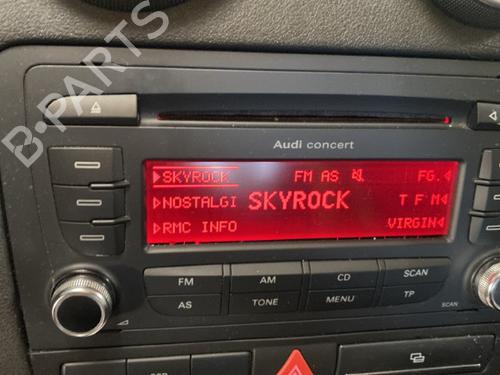 B-PARTS
Audi concert
SKYROCK FM AS FG.
NOSTALGI SKYROCK T F M
RMC INFO VIRGIN
FM AM CD SCAN
AS TONE MENU TP
SCAN